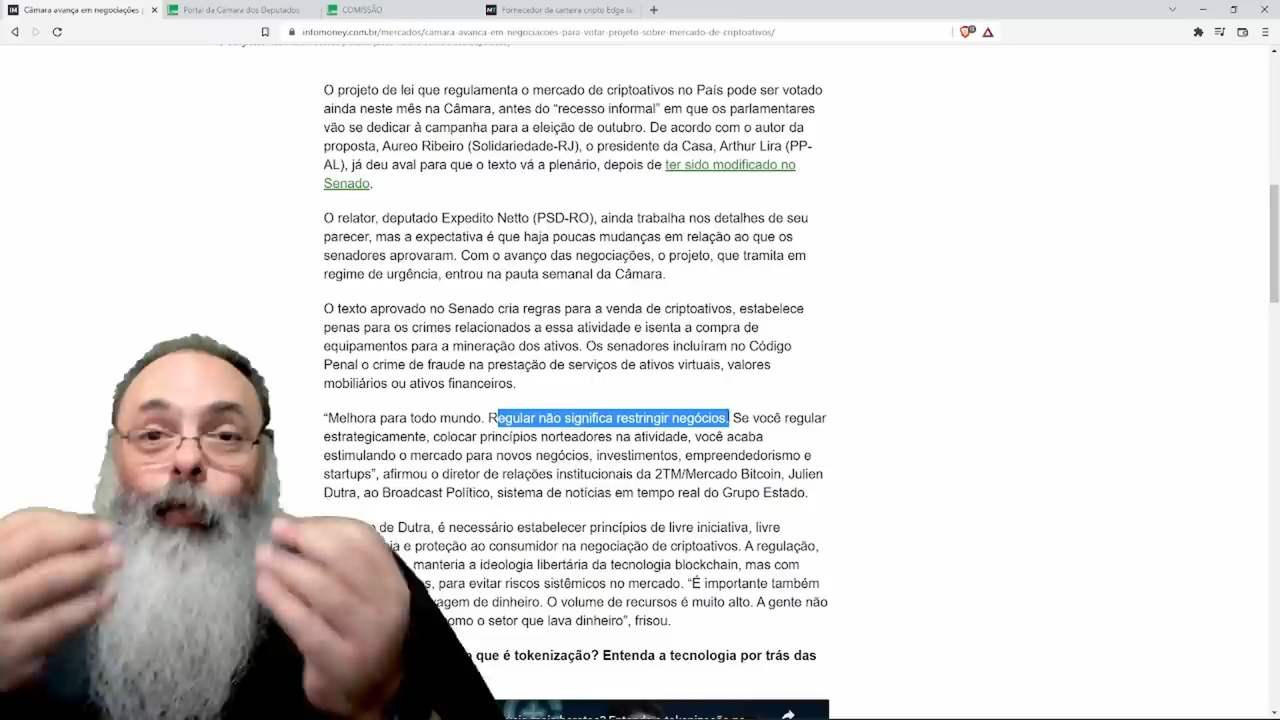 Câmara avança em negociações
Portal da Câmara dos Deputados
COMISSÃO
Fornecedor da carteira cripto Edge la
infomoney.com.br/mercados/camara-avanca-em-negociacoes-para-votar-projeto-sobre-mercado-de-criptoativos/
O projeto de lei que regulamenta o mercado de criptoativos no País pode ser votado
ainda neste mês na Câmara, antes do “recesso informal” em que os parlamentares
vão se dedicar à campanha para a eleição de outubro. De acordo com o autor da
proposta, Aureo Ribeiro (Solidariedade-RJ), o presidente da Casa, Arthur Lira (PP-
AL), já deu aval para que o texto vá a plenário, depois de ter sido modificado no
Senado.
O relator, deputado Expedito Netto (PSD-RO), ainda trabalha nos detalhes de seu
parecer, mas a expectativa é que haja poucas mudanças em relação ao que os
senadores aprovaram. Com o avanço das negociações, o projeto, que tramita em
regime de urgência, entrou na pauta semanal da Câmara.
O texto aprovado no Senado cria regras para a venda de criptoativos, estabelece
penas para os crimes relacionados a essa atividade e isenta a compra de
equipamentos para a mineração dos ativos. Os senadores incluíram no Código
Penal o crime de fraude na prestação de serviços de ativos virtuais, valores
mobiliários ou ativos financeiros.
“Melhora para todo mundo. Regular não significa restringir negócios. Se você regular
estrategicamente, colocar princípios norteadores na atividade, você acaba
estimulando o mercado para novos negócios, investimentos, empreendedorismo e
startups”, afirmou o diretor de relações institucionais da 2TM/Mercado Bitcoin, Julien
Dutra, ao Broadcast Político, sistema de notícias em tempo real do Grupo Estado.
de Dutra, é necessário estabelecer princípios de livre iniciativa, livre
e proteção ao consumidor na negociação de criptoativos. A regulação,
manteria a ideologia libertária da tecnologia blockchain, mas com
para evitar riscos sistêmicos no mercado. “É importante também
de dinheiro. O volume de recursos é muito alto. A gente não
o setor que lava dinheiro”, frisou.
que é tokenização? Entenda a tecnologia por trás das